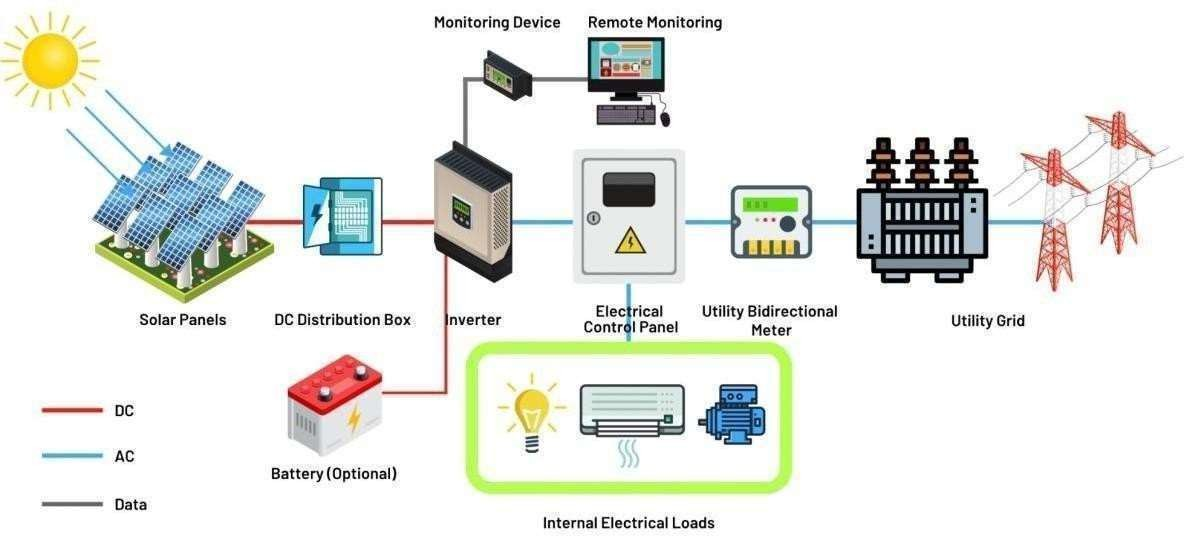 Monitoring Device
Remote Monitoring
Solar Panels
DC Distribution Box
Inverter
Electrical
Control Panel
Utility Bidirectional
Meter
Utility Grid
DC
AC
Data
Battery (Optional)
Internal Electrical Loads